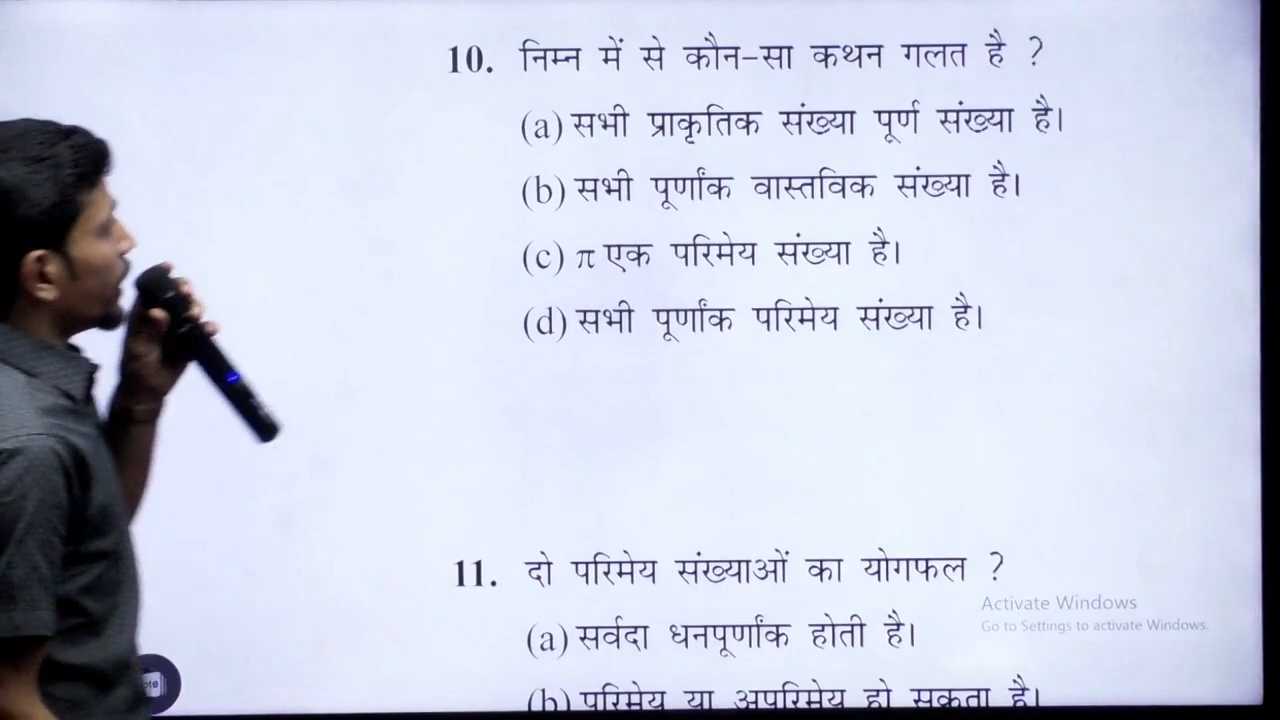 10. निम्न में से कौन-सा कथन गलत है ?
(a) सभी प्राकृतिक संख्या पूर्ण संख्या है।
(b) सभी पूर्णांक वास्तविक संख्या है।
(c) π एक परिमेय संख्या है।
(d) सभी पूर्णांक परिमेय संख्या है।
11. दो परिमेय संख्याओं का योगफल ?
Activate Windows
Go to Settings to activate Windows.
(a) सर्वदा धनपूर्णांक होती है।
(b) परिमेय या अपरिमेय हो सकता है।